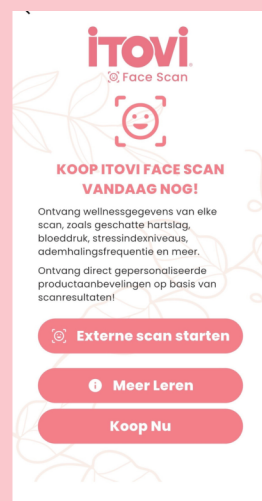 iTOVi
Face Scan
KOOP ITOVI FACE SCAN
VANDAAG NOG!
Ontvang wellnessgegevens van elke
scan, zoals geschatte hartslag,
bloeddruk, stressindexniveaus,
ademhalingsfrequentie en meer.
Ontvang direct gepersonaliseerde
productaanbevelingen op basis van
scanresultaten!
Externe scan starten
Meer Leren
Koop Nu